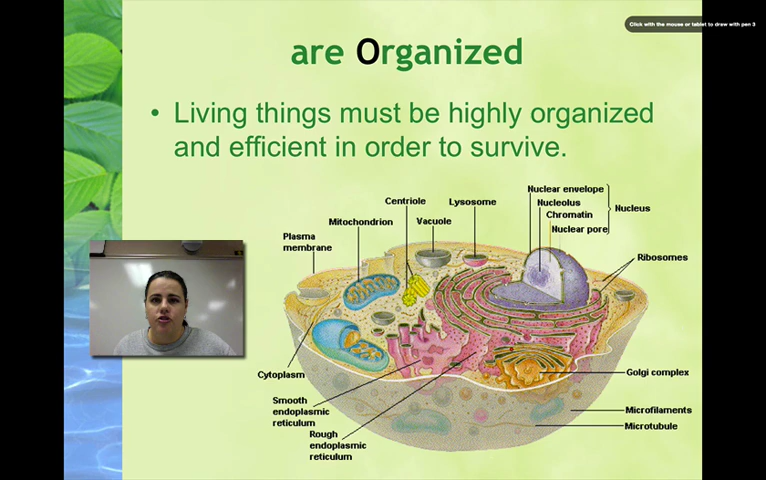 Click with the mouse or tablet to draw with pen 3
are Organized
• Living things must be highly organized
and efficient in order to survive.
Nuclear envelope
Nucleolus
Chromatin
Nuclear pore
Nucleus
Centriole
Lysosome
Mitochondrion
Vacuole
Plasma
membrane
Ribosomes
Cytoplasm
Golgi complex
Smooth
endoplasmic
reticulum
Microfilaments
Microtubule
Rough
endoplasmic
reticulum